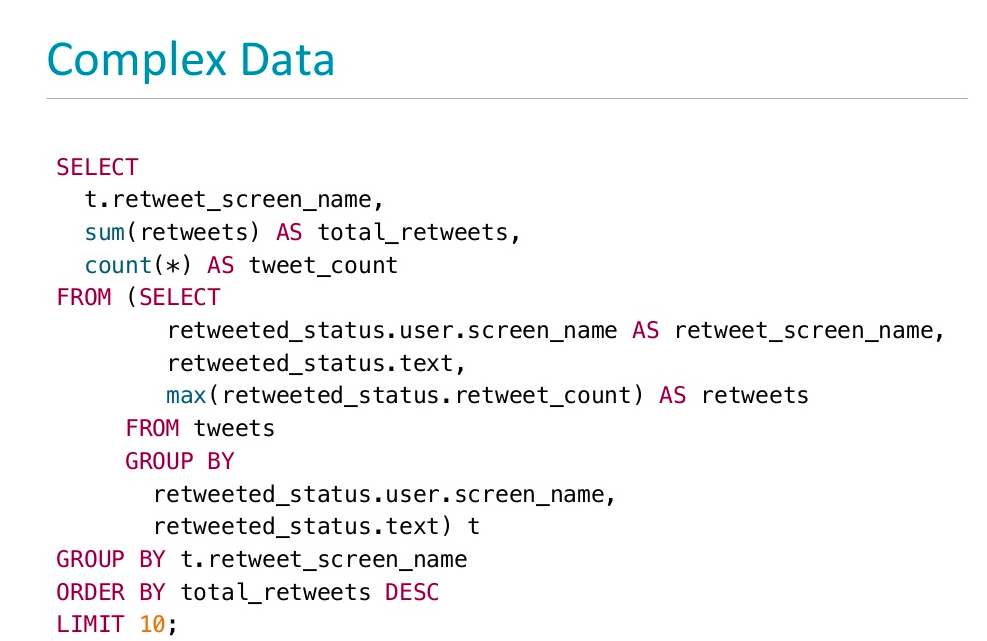 Complex Data
SELECT
t.retweet_screen_name,
sum(retweets) AS total_retweets,
count(*) AS tweet_count
FROM (SELECT
retweeted_status.user.screen_name AS retweet_screen_name,
retweeted_status.text,
max(retweeted_status.retweet_count) AS retweets
FROM tweets
GROUP BY
retweeted_status.user.screen_name,
retweeted_status.text) t
GROUP BY t.retweet_screen_name
ORDER BY total_retweets DESC
LIMIT 10;